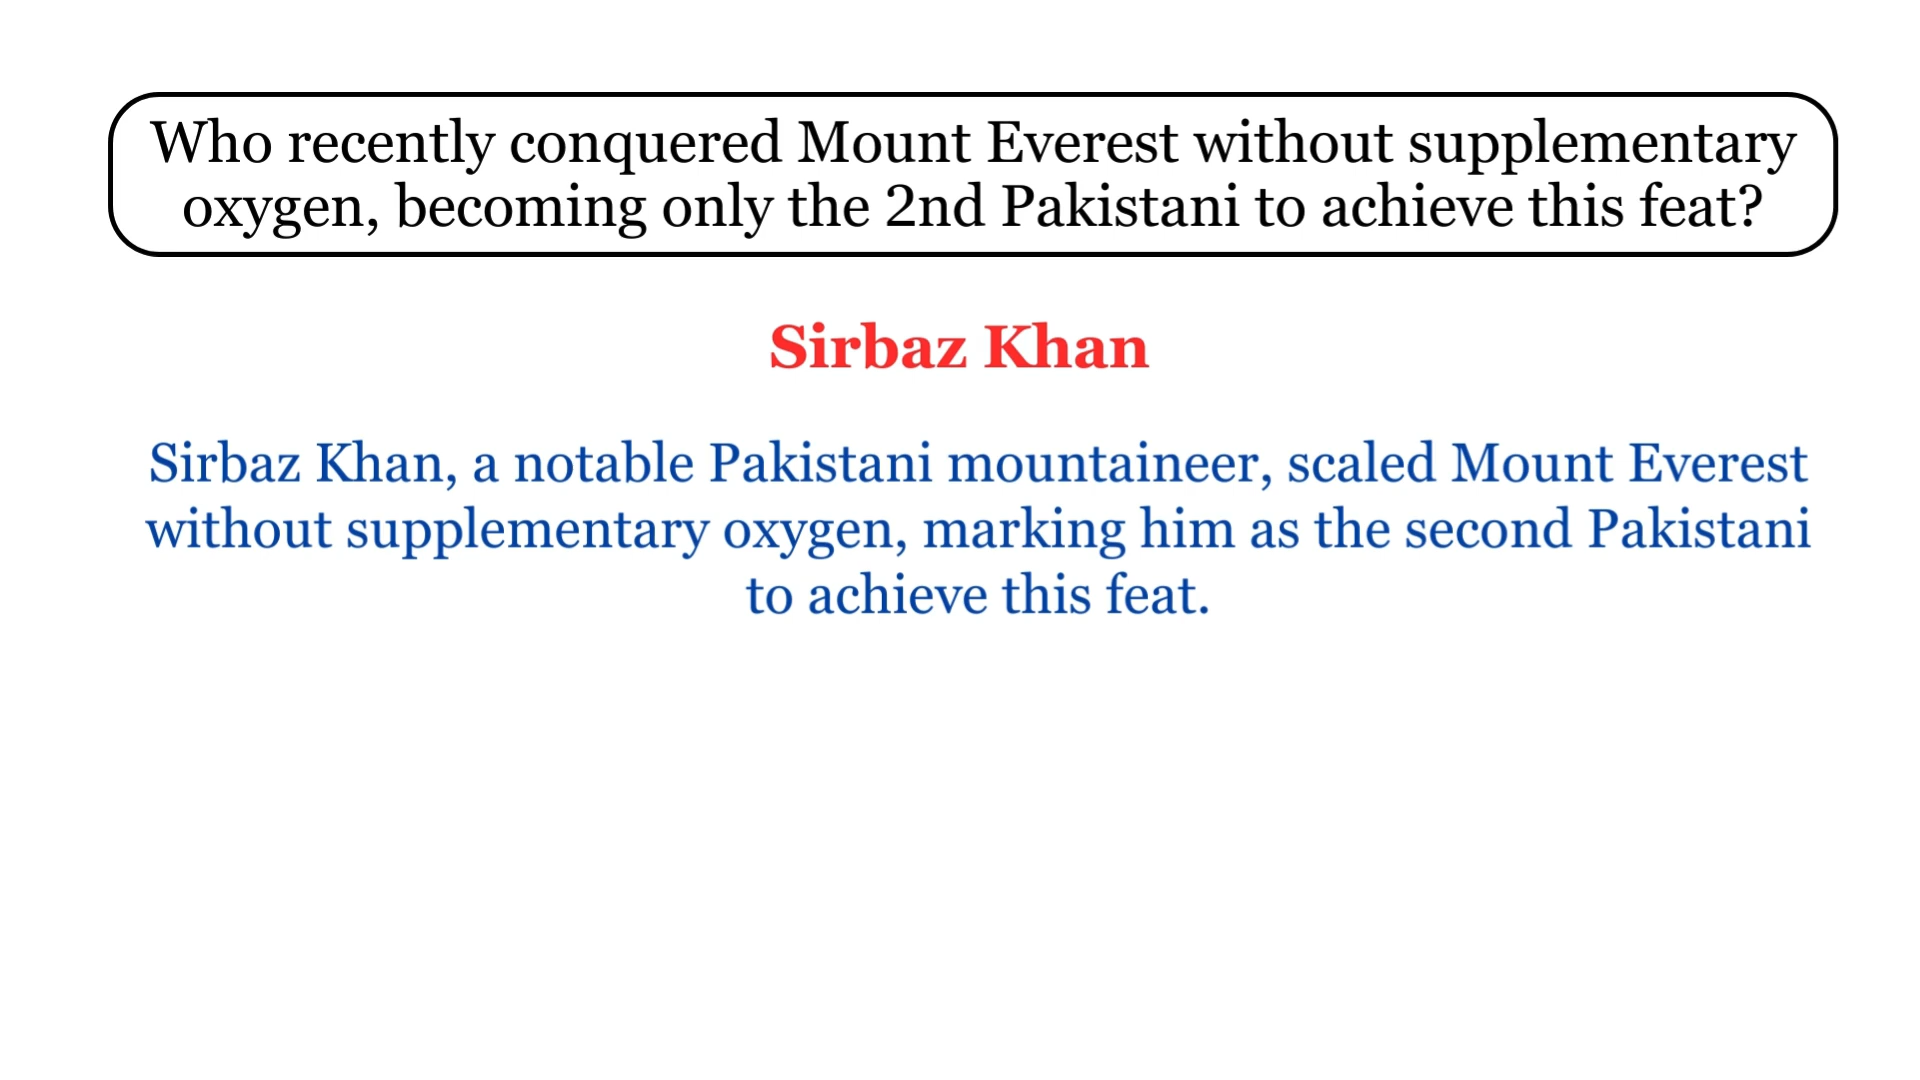 Who recently conquered Mount Everest without supplementary
oxygen, becoming only the 2nd Pakistani to achieve this feat?
Sirbaz Khan
Sirbaz Khan, a notable Pakistani mountaineer, scaled Mount Everest
without supplementary oxygen, marking him as the second Pakistani
to achieve this feat.